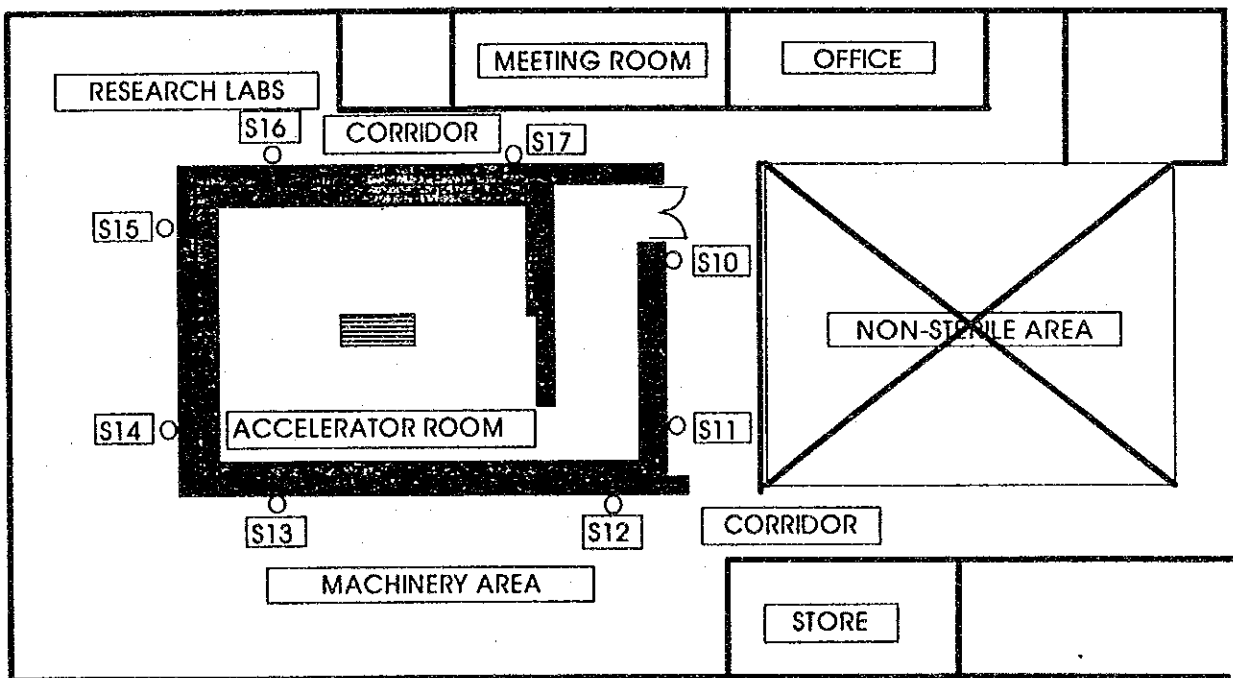 MEETING ROOM
OFFICE
RESEARCH LABS
S16
CORRIDOR
S17
S15
S10
NON-STERILE AREA
S14
ACCELERATOR ROOM
S11
S13
S12
CORRIDOR
MACHINERY AREA
STORE